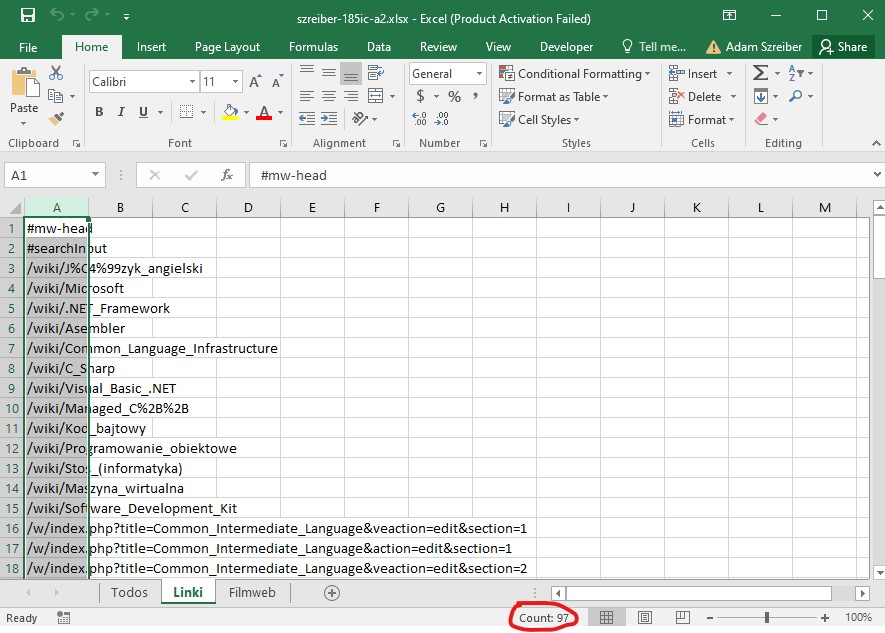 szreiber-185ic-a2.xlsx - Excel (Product Activation Failed)
File Home Insert Page Layout Formulas Data Review View Developer Tell me... Adam Szreiber Share
Paste
Calibri 11
B I U A
General
$ % ,
Conditional Formatting
Format as Table
Cell Styles
Insert
Delete
Format
Clipboard Font Alignment Number Styles Cells Editing
A1 fx #mw-head
A B C D E F G H I J K L M
1 #mw-head
2 #searchInput
3 /wiki/J%C4%99zyk_angielski
4 /wiki/Microsoft
5 /wiki/.NET_Framework
6 /wiki/Asembler
7 /wiki/Common_Language_Infrastructure
8 /wiki/C_Sharp
9 /wiki/Visual_Basic_.NET
10 /wiki/Managed_C%2B%2B
11 /wiki/Kod_bajtowy
12 /wiki/Programowanie_obiektowe
13 /wiki/Stos_(informatyka)
14 /wiki/Maszyna_wirtualna
15 /wiki/Software_Development_Kit
16 /w/index.php?title=Common_Intermediate_Language&veaction=edit&section=1
17 /w/index.php?title=Common_Intermediate_Language&action=edit&section=1
18 /w/index.php?title=Common_Intermediate_Language&veaction=edit&section=2
Todos Linki Filmweb
Ready Count: 97 100%